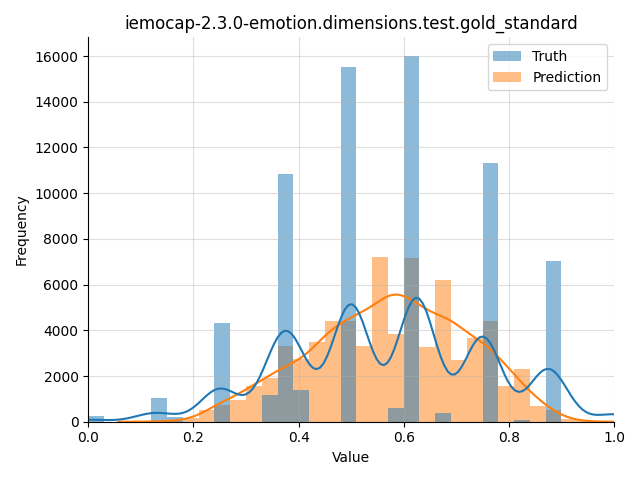 iemocap-2.3.0-emotion.dimensions.test.gold_standard
Truth
Prediction
Frequency
16000
14000
12000
10000
8000
6000
4000
2000
0
0.0 0.2 0.4 0.6 0.8 1.0
Value